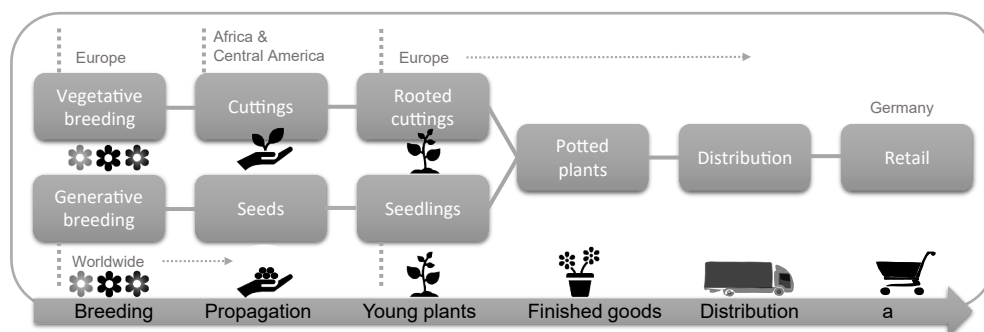 Africa &
Europe Central America Europe
Germany
Vegetative breeding
Cuttings
Rooted cuttings
Potted plants
Distribution
Retail
Generative breeding
Seeds
Seedlings
Worldwide
Breeding Propagation Young plants Finished goods Distribution a